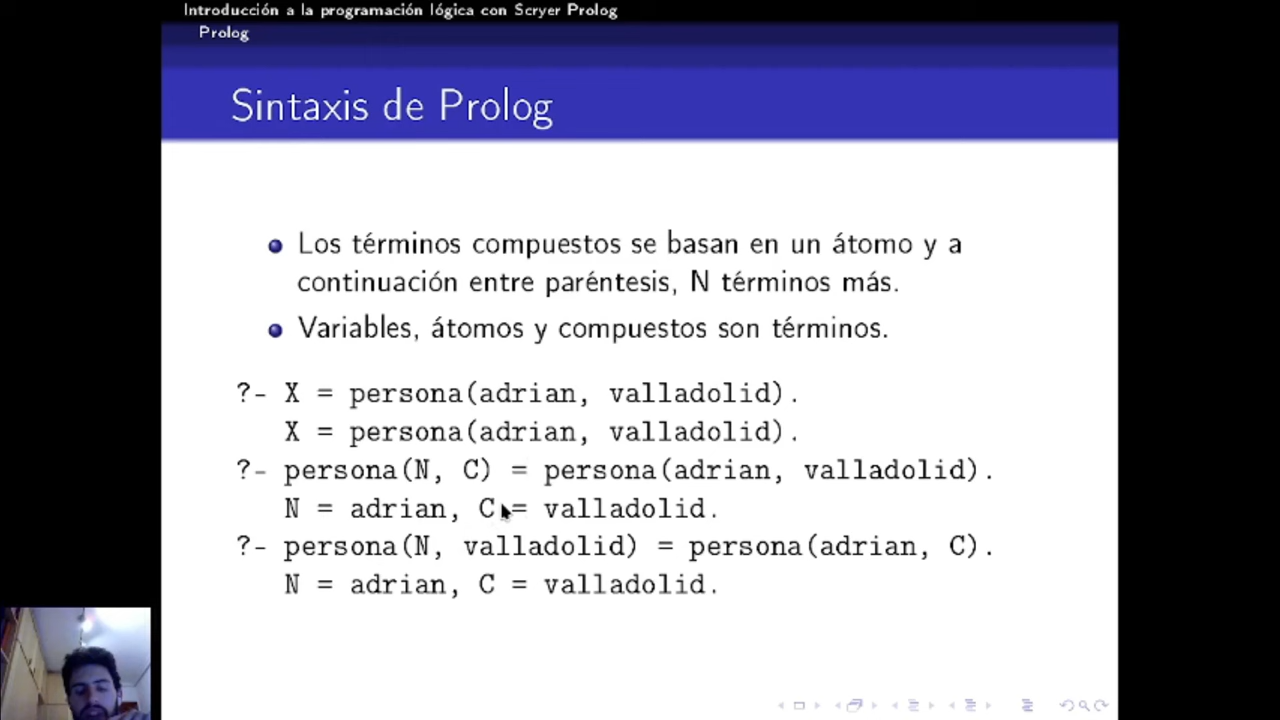 Introducción a la programación lógica con Scryer Prolog
Prolog
Sintaxis de Prolog
Los términos compuestos se basan en un átomo y a
continuación entre paréntesis, N términos más.
Variables, átomos y compuestos son términos.
?- X = persona(adrian, valladolid).
X = persona(adrian, valladolid).
?- persona(N, C) = persona(adrian, valladolid).
N = adrian, C = valladolid.
?- persona(N, valladolid) = persona(adrian, C).
N = adrian, C = valladolid.